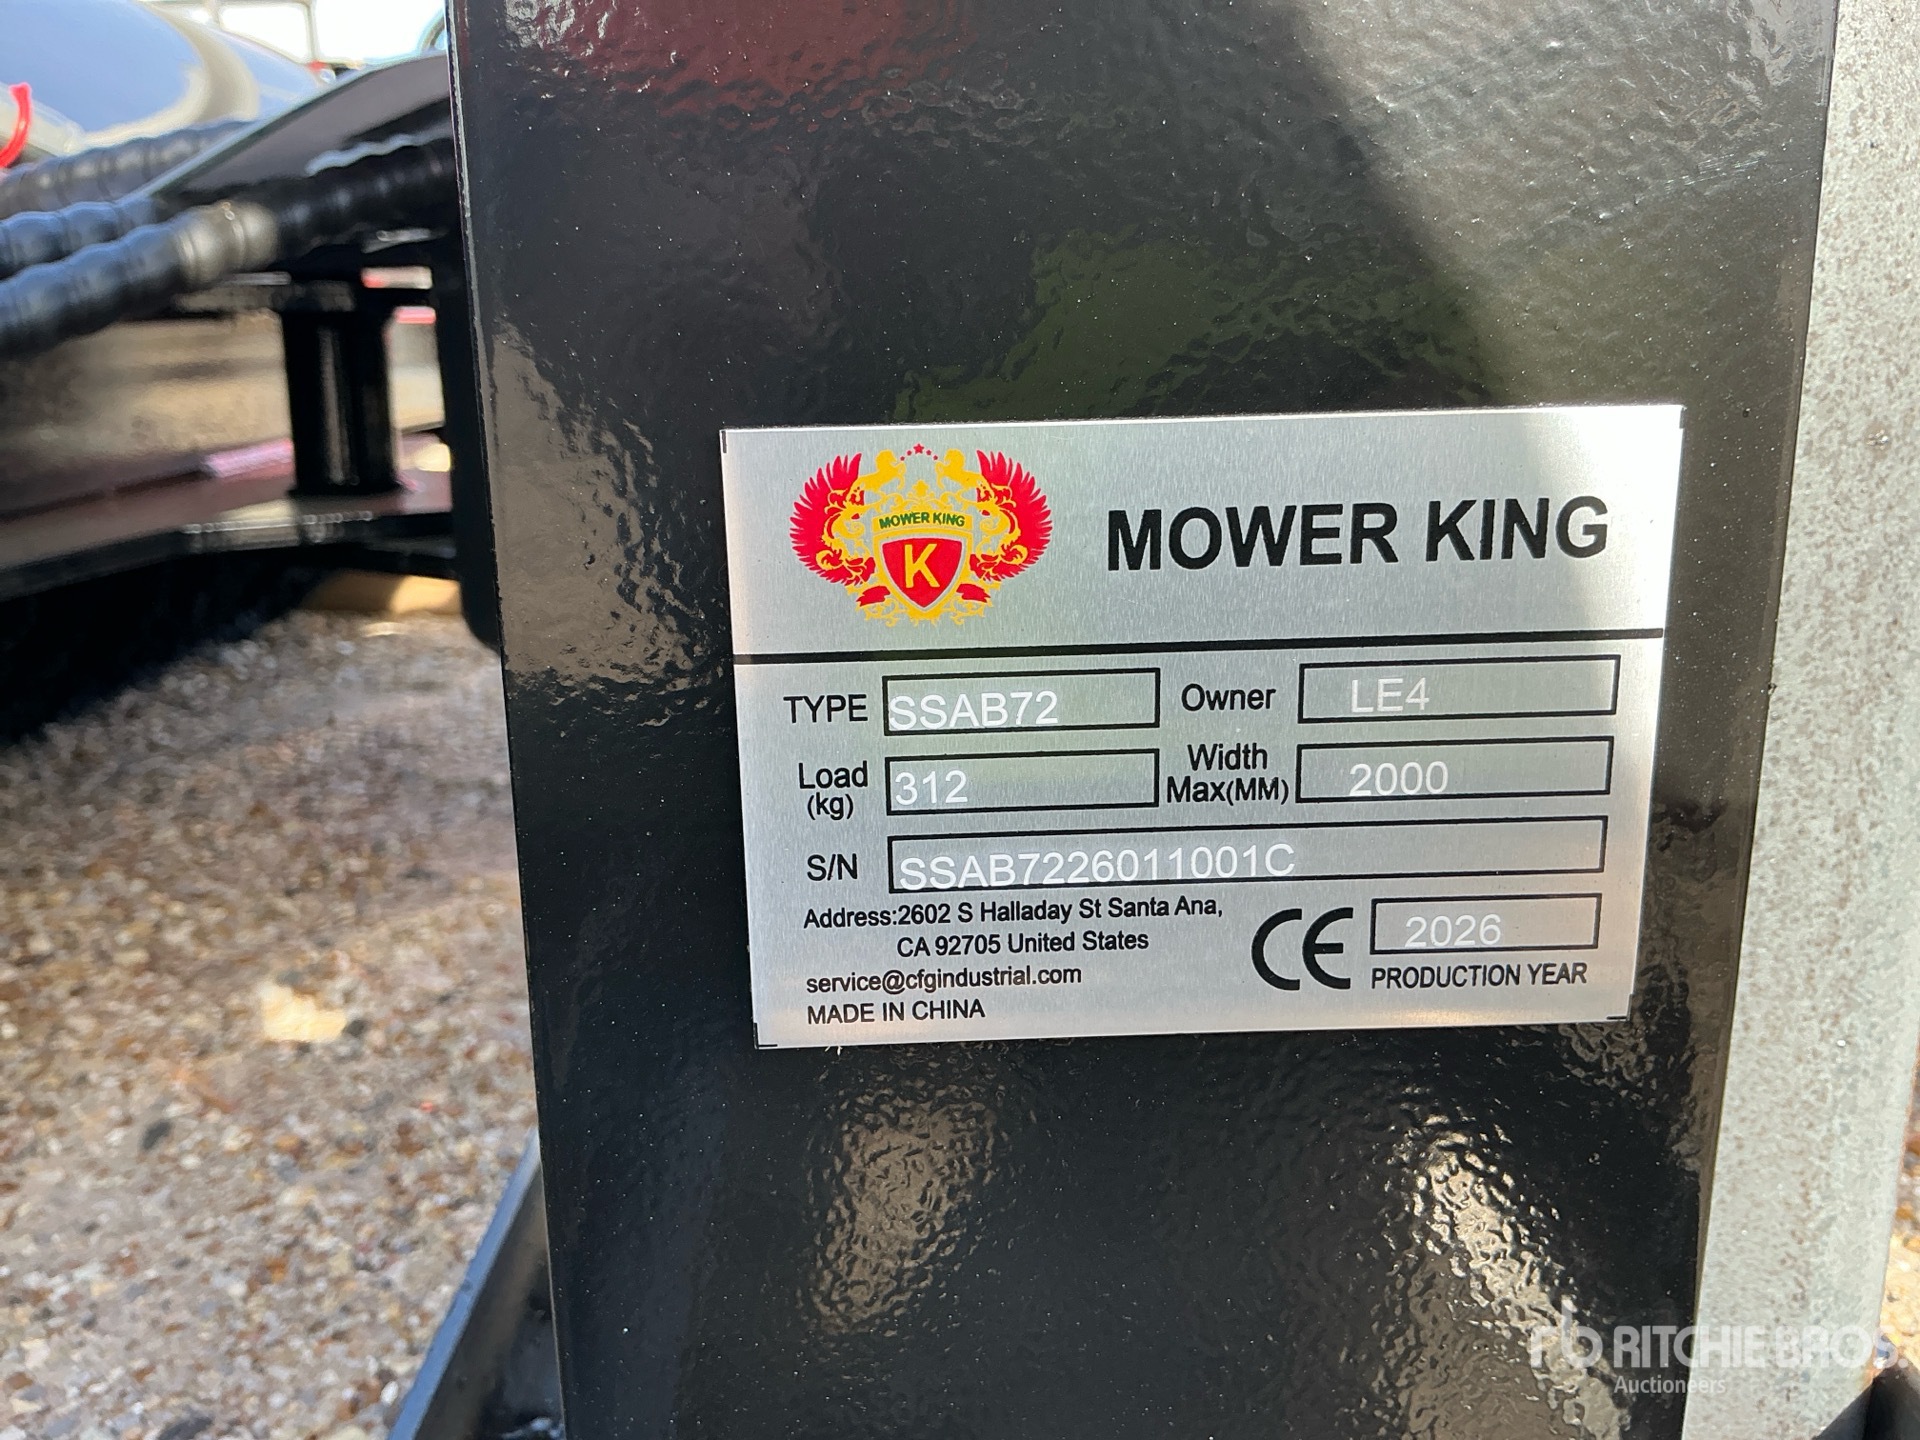 MOWER KING
K
MOWER KING
TYPE SSAB72 Owner LE4
Load (kg) 312 Width Max(MM) 2000
S/N SSAB7226011001C
Address:2602 S Halladay St Santa Ana,
CA 92705 United States
service@cfgindustrial.com
MADE IN CHINA
CE 2026
PRODUCTION YEAR
rb RITCHIE BROS.
Auctioneers